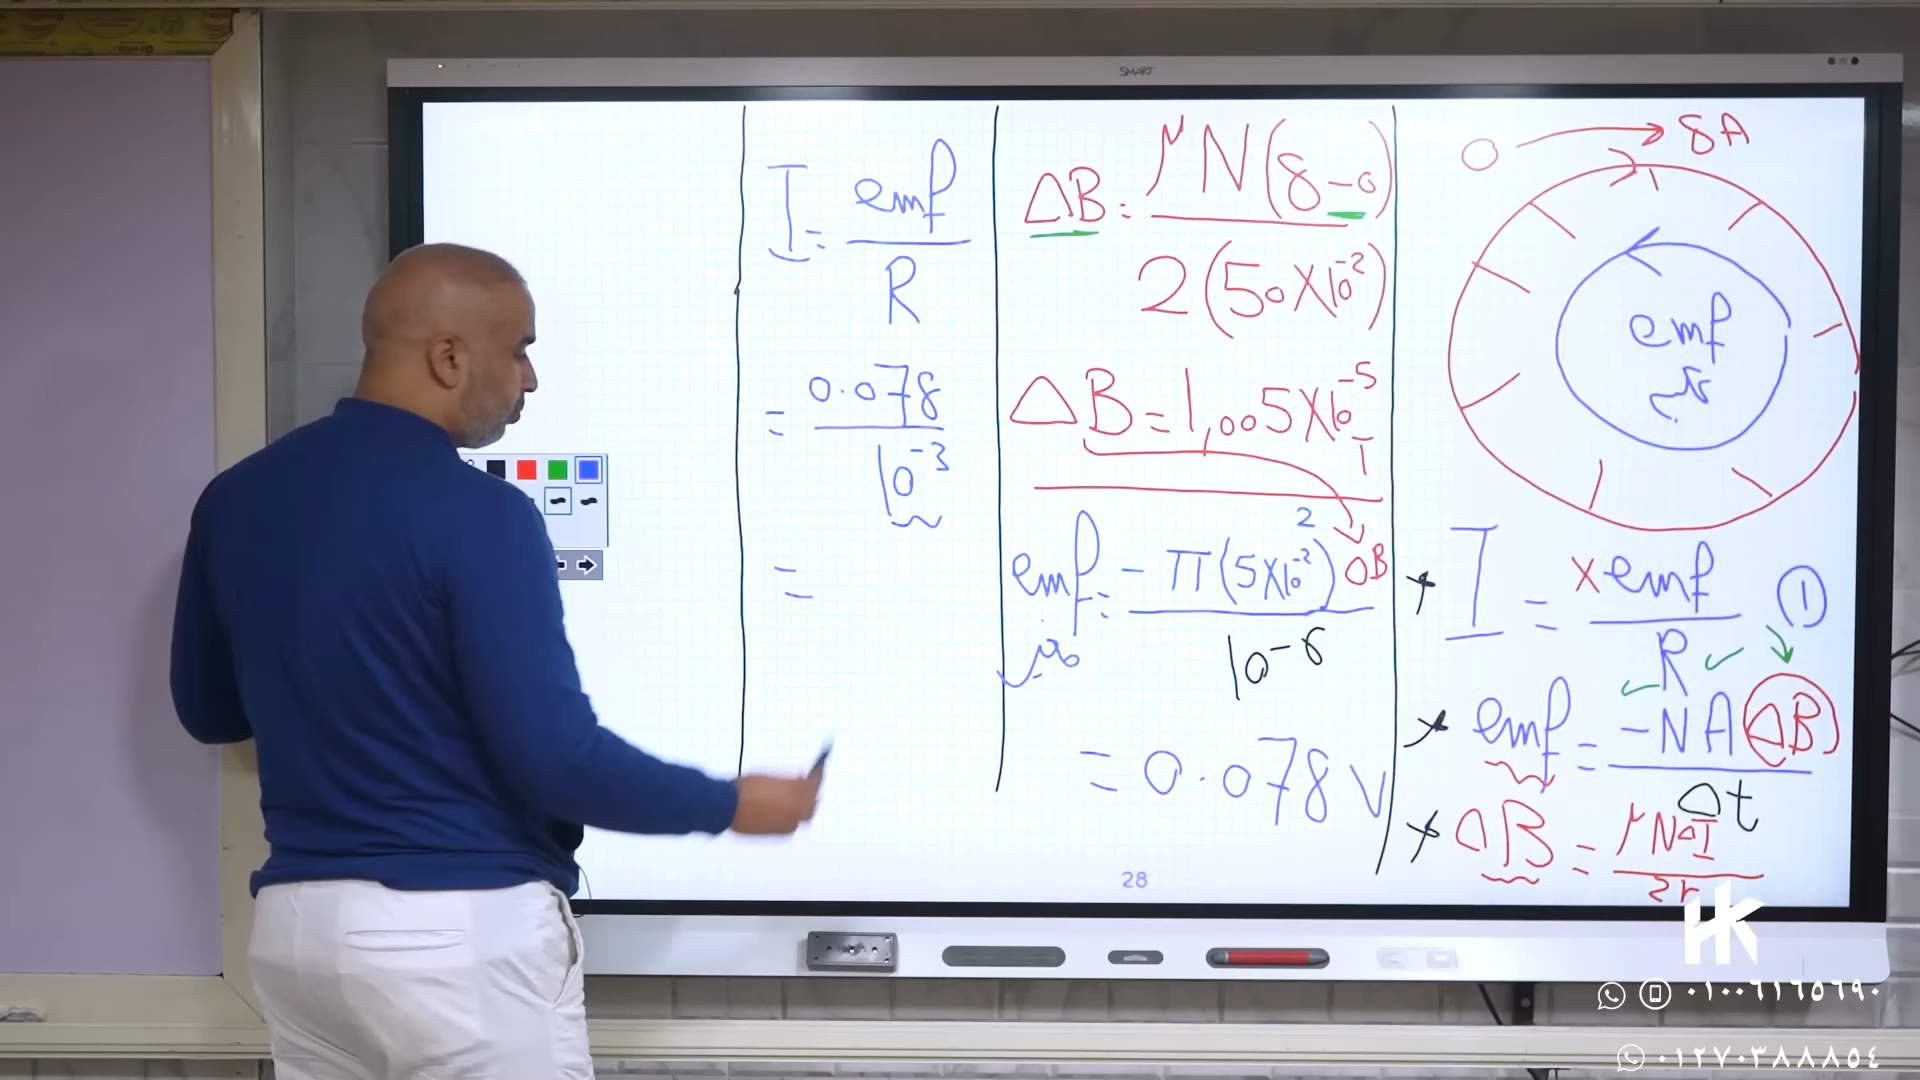 SMART
I = emf / R
= 0.078 / 10⁻³
=
ΔB = μN(8-0) / 2(50×10⁻²)
ΔB = 1,005×10⁻⁵ T
emf = -π(5×10⁻²)² ΔB / 10⁻⁶
= 0.078 V
28
0 → 8A
emf
I = emf / R ①
emf = -NAΔB / Δt
ΔB = μNΔI / 2r
HK
٠١٠٠٦١٦٥٦٩٠
٠١٢٧٠٣٨٨٨٥٤